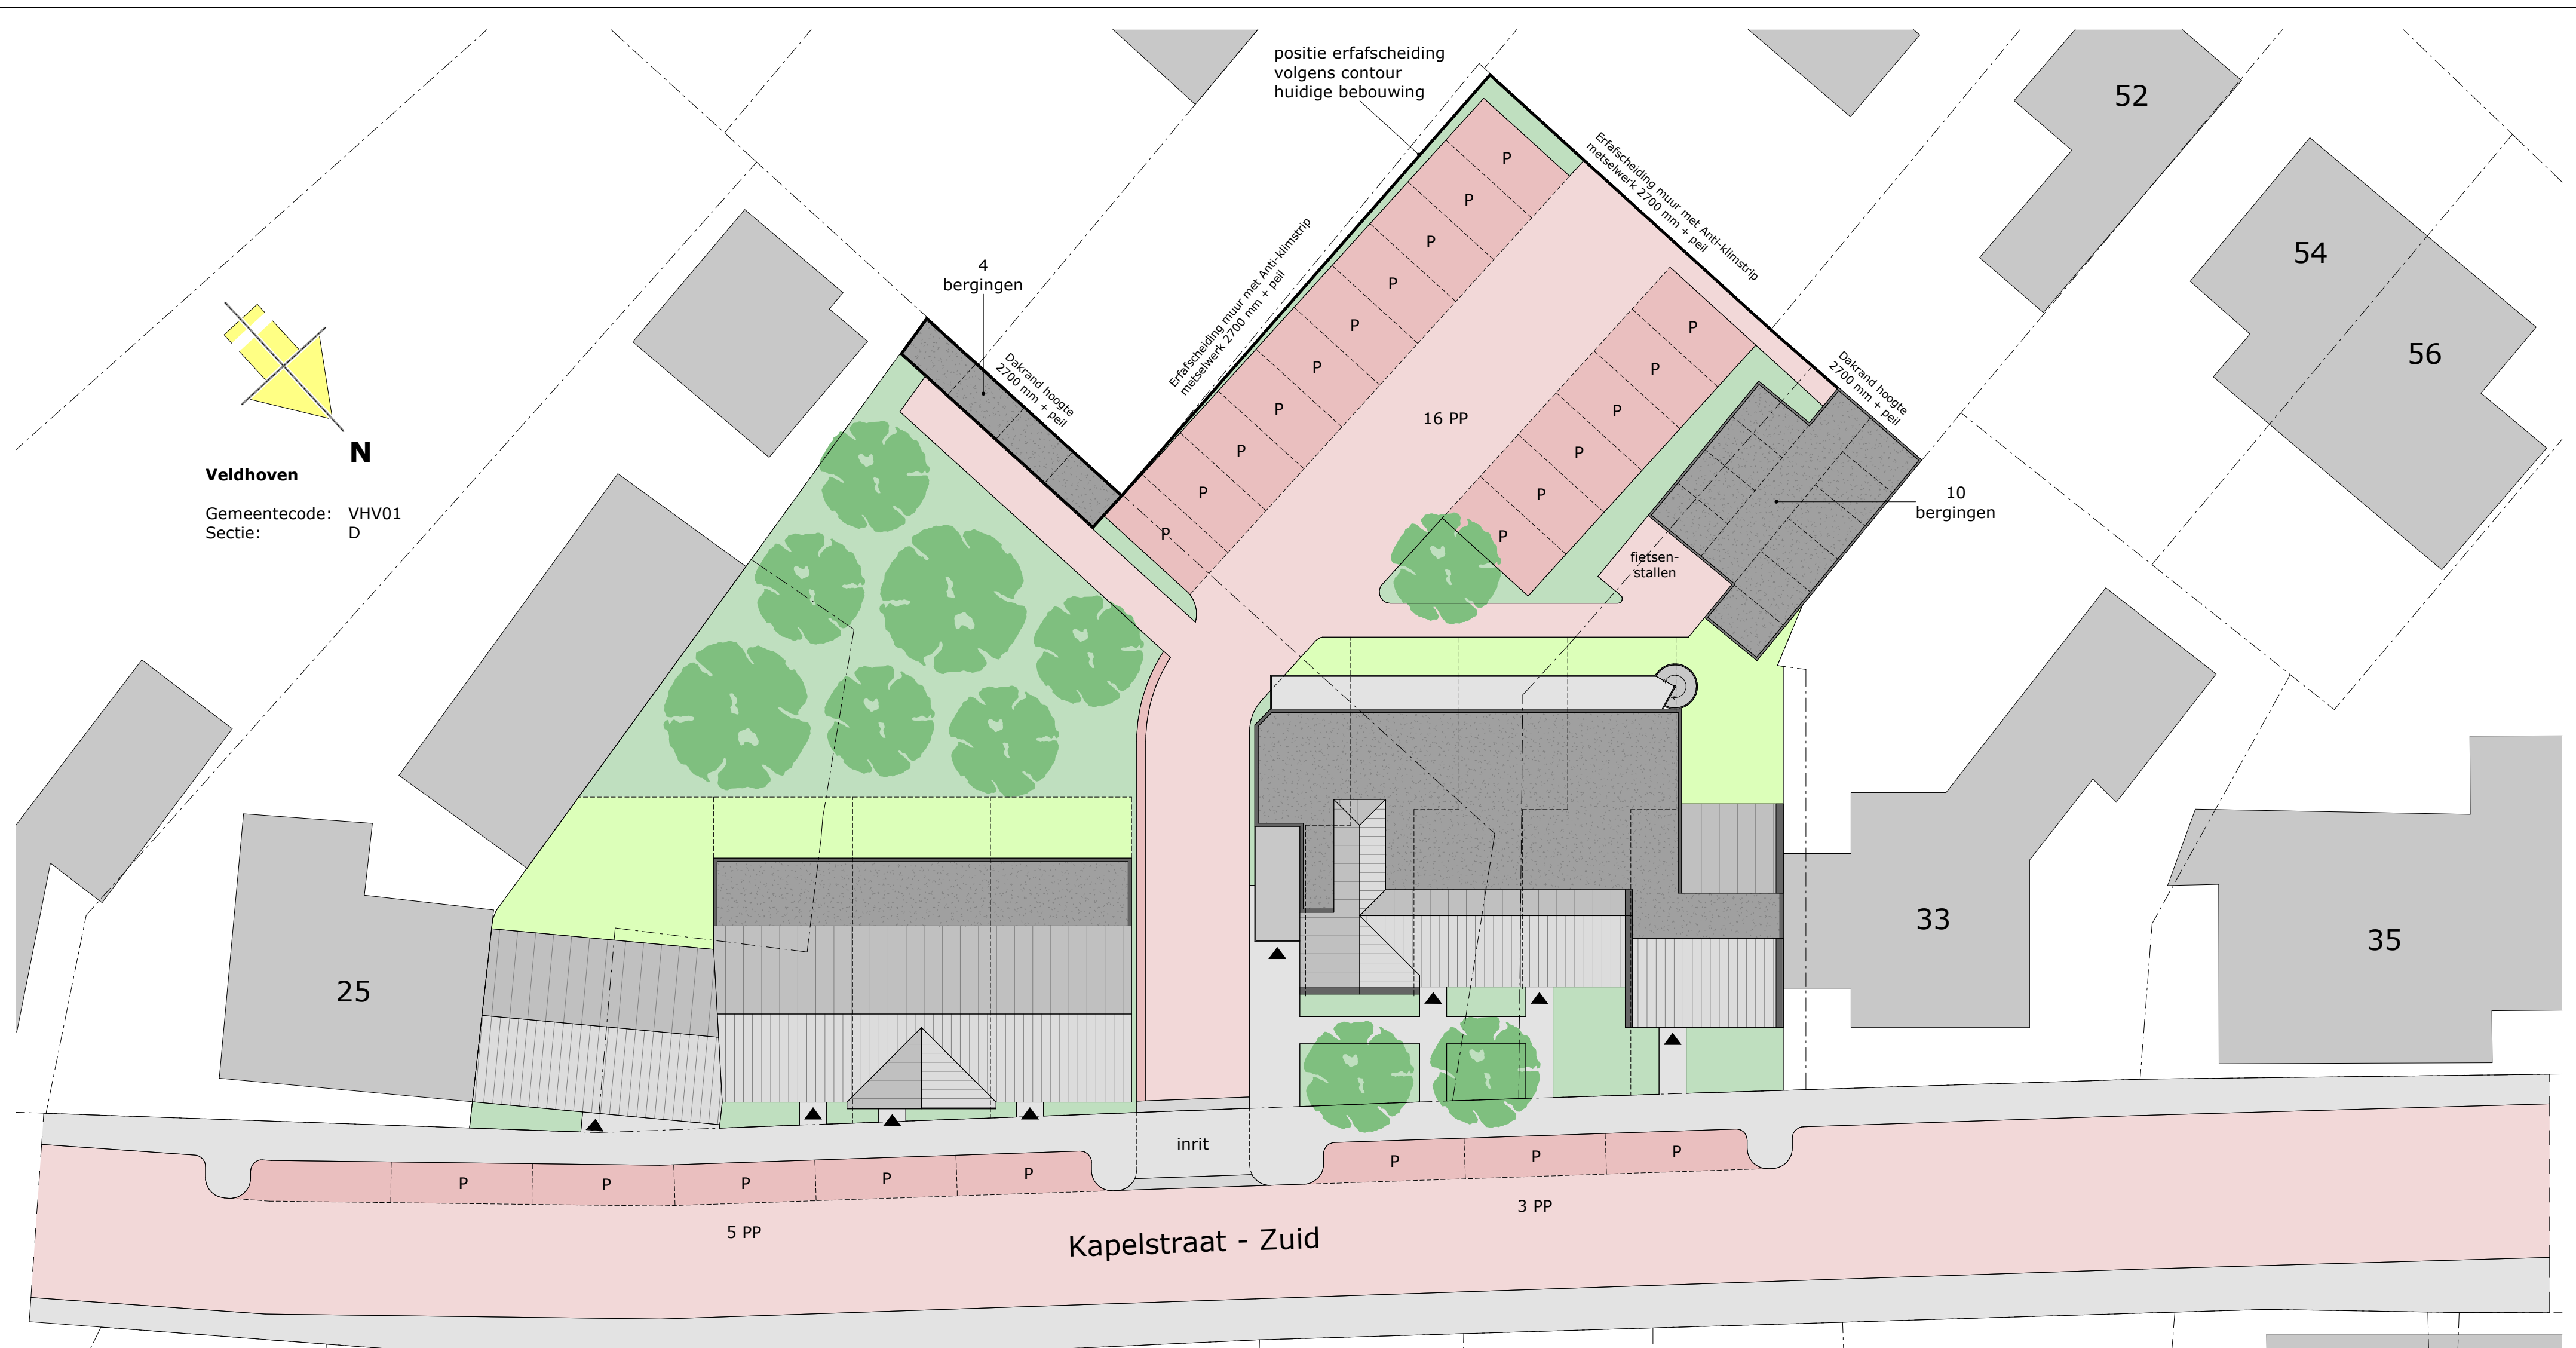 positie erfafscheiding
volgens contour
huidige bebouwing
52
54
56
Erfafscheiding muur met Anti-klimstrip
metselwerk 2700 mm + peil
Erfafscheiding muur met Anti-klimstrip
metselwerk 2700 mm + peil
4
bergingen
Dakrand hoogte
2700 mm + peil
Dakrand hoogte
2700 mm + peil
N
Veldhoven
Gemeentecode: VHV01
Sectie: D
P
P
P
P
P
P
P
P
P
P
16 PP
P
P
P
P
P
P
10
bergingen
fietsen-
stallen
25
33
35
inrit
P
P
P
P
P
P
P
P
5 PP
3 PP
Kapelstraat - Zuid